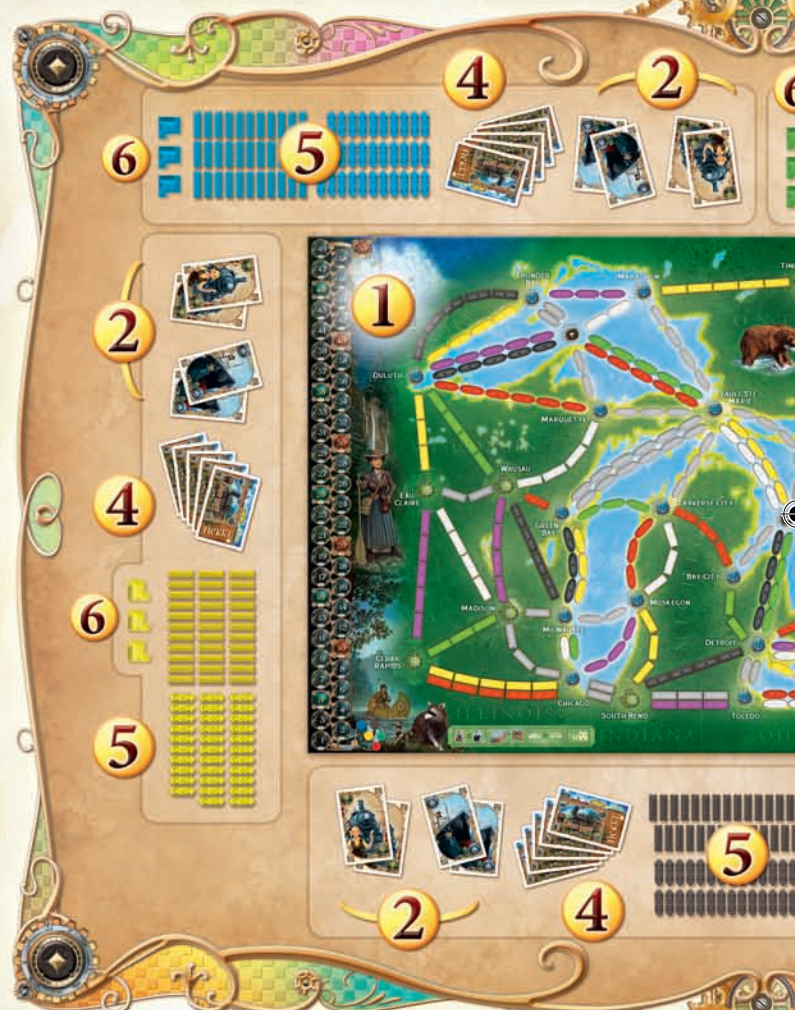 4
2
6
6
5
2
1
THUNDER
BAY
MARATHON
DULUTH
SAULT STE.
MARIE
MARQUETTE
WAUSAU
EAU
CLAIRE
4
GREEN
BAY
TRAVERSE CITY
BAY CITY
6
MADISON
MILWAUKEE
MUSKEGON
DETROIT
CEDAR
RAPIDS
CHICAGO
SOUTH BEND
TOLEDO
ILLINOIS
INDIANA
5
5
2
4